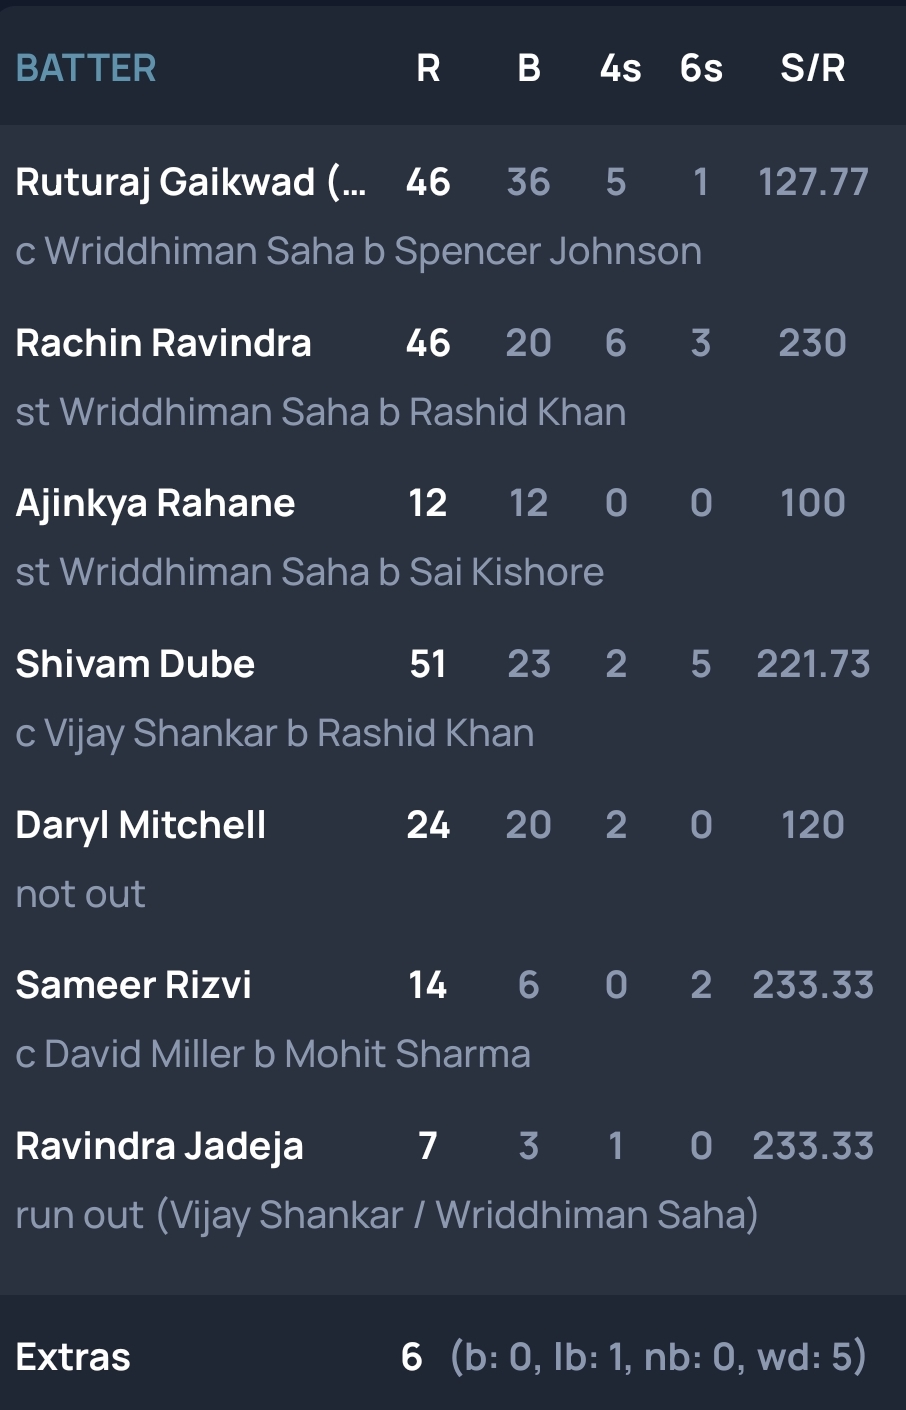 BATTER R B 4s 6s S/R
Ruturaj Gaikwad (... 46 36 5 1 127.77
c Wriddhiman Saha b Spencer Johnson
Rachin Ravindra 46 20 6 3 230
st Wriddhiman Saha b Rashid Khan
Ajinkya Rahane 12 12 0 0 100
st Wriddhiman Saha b Sai Kishore
Shivam Dube 51 23 2 5 221.73
c Vijay Shankar b Rashid Khan
Daryl Mitchell 24 20 2 0 120
not out
Sameer Rizvi 14 6 0 2 233.33
c David Miller b Mohit Sharma
Ravindra Jadeja 7 3 1 0 233.33
run out (Vijay Shankar / Wriddhiman Saha)
Extras 6 (b: 0, lb: 1, nb: 0, wd: 5)